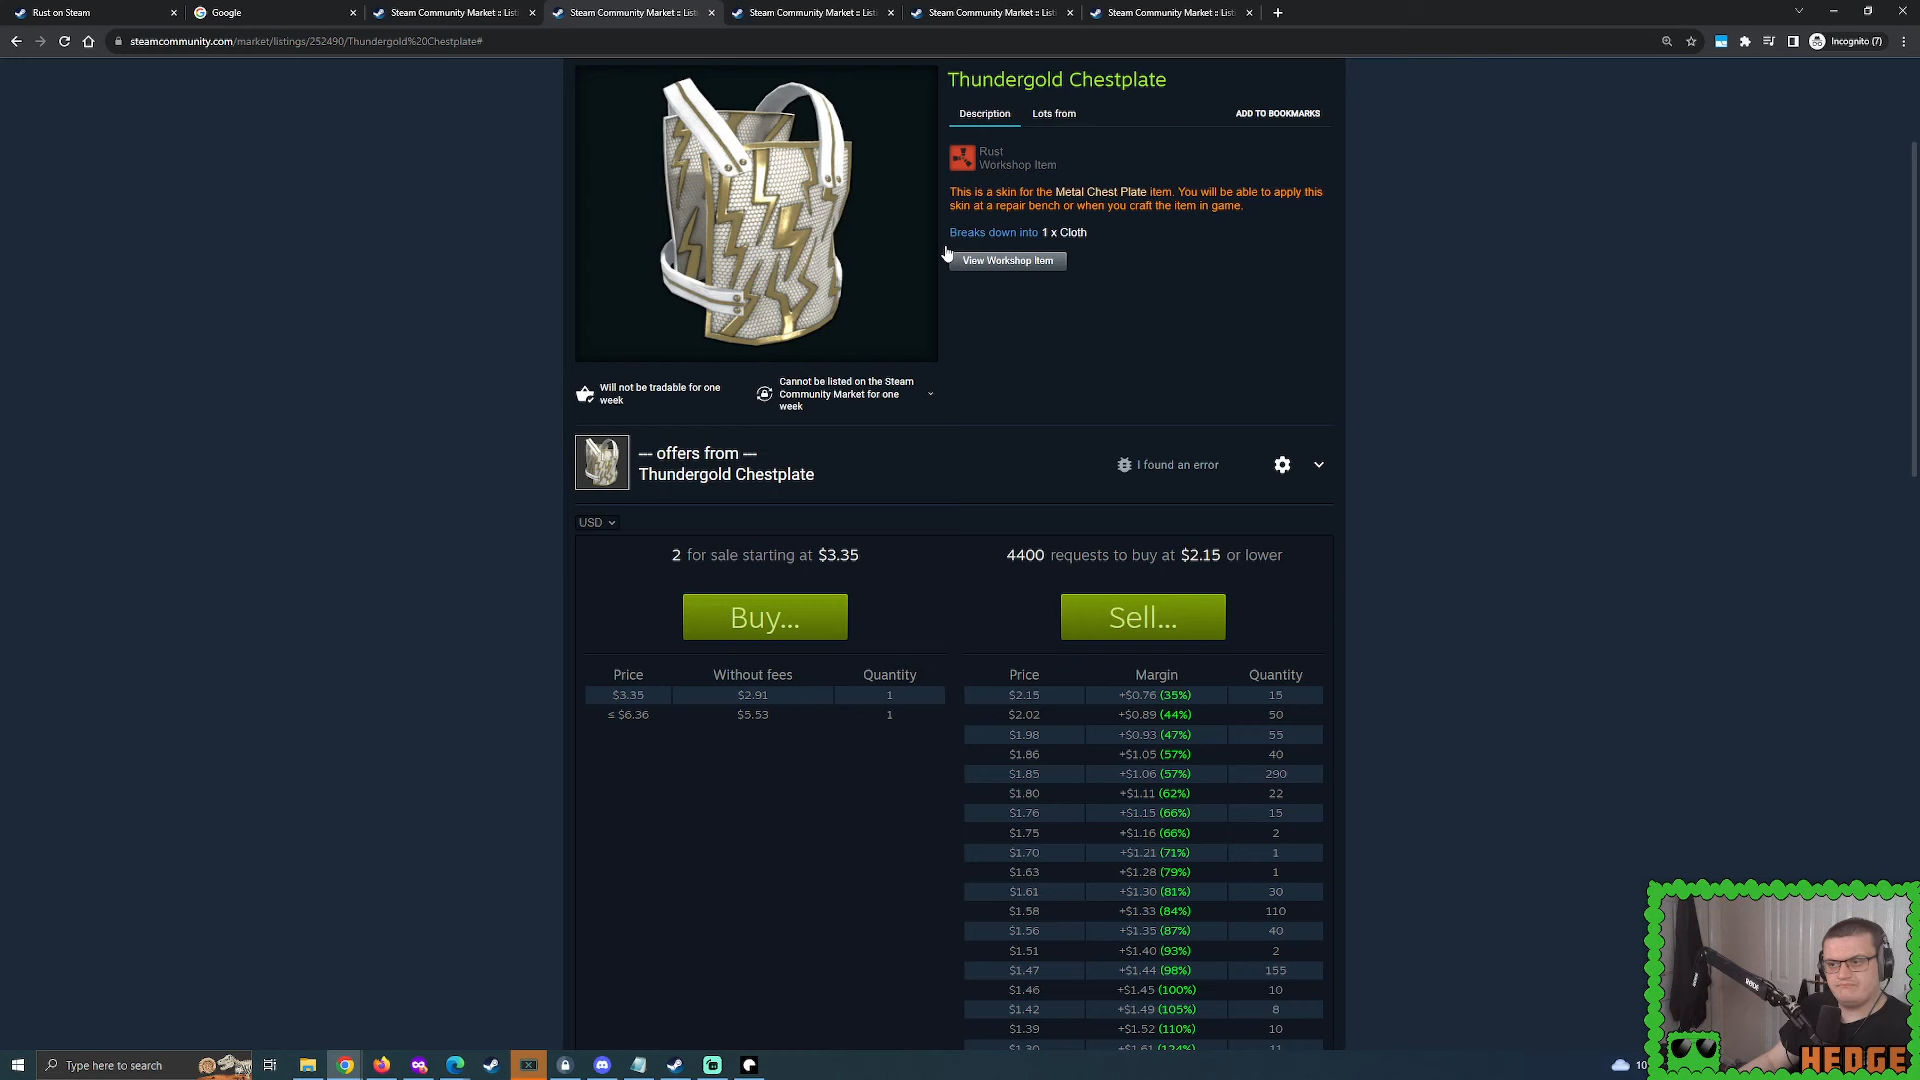 Rust on Steam
Google
Steam Community Market :: Listi
Steam Community Market :: Listi
Steam Community Market :: Listi
Steam Community Market :: Listi
Steam Community Market :: Listi
steamcommunity.com/market/listings/252490/Thundergold%20Chestplate#
Incognito (7)
Thundergold Chestplate
Description
Lots from
ADD TO BOOKMARKS
Rust
Workshop Item
This is a skin for the Metal Chest Plate item. You will be able to apply this
skin at a repair bench or when you craft the item in game.
Breaks down into 1 x Cloth
View Workshop Item
Will not be tradable for one
week
Cannot be listed on the Steam
Community Market for one
week
--- offers from ---
Thundergold Chestplate
I found an error
USD
2 for sale starting at $3.35
4400 requests to buy at $2.15 or lower
Buy...
Sell...
Price Without fees Quantity
$3.35 $2.91 1
≤ $6.36 $5.53 1
Price Margin Quantity
$2.15 +$0.76 (35%) 15
$2.02 +$0.89 (44%) 50
$1.98 +$0.93 (47%) 55
$1.86 +$1.05 (57%) 40
$1.85 +$1.06 (57%) 290
$1.80 +$1.11 (62%) 22
$1.76 +$1.15 (66%) 15
$1.75 +$1.16 (66%) 2
$1.70 +$1.21 (71%) 1
$1.63 +$1.28 (79%) 1
$1.61 +$1.30 (81%) 30
$1.58 +$1.33 (84%) 110
$1.56 +$1.35 (87%) 40
$1.51 +$1.40 (93%) 2
$1.47 +$1.44 (98%) 155
$1.46 +$1.45 (100%) 10
$1.42 +$1.49 (105%) 8
$1.39 +$1.52 (110%) 10
$1.30 +$1.61 (124%) 11
RØDE
HEDGE
Type here to search
10